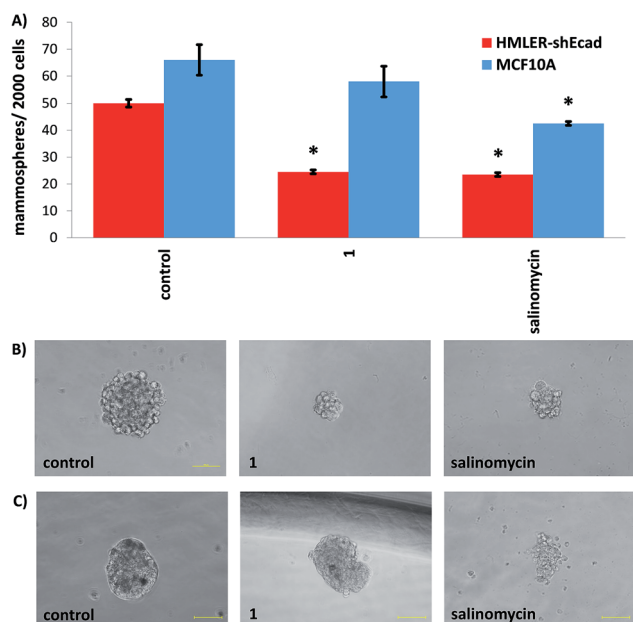 A)
mammospheres/ 2000 cells
80
70
60
50
40
30
20
10
0
HMLER-shEcad
MCF10A
*
*
*
control
1
salinomycin
B)
control
1
salinomycin
C)
control
1
salinomycin